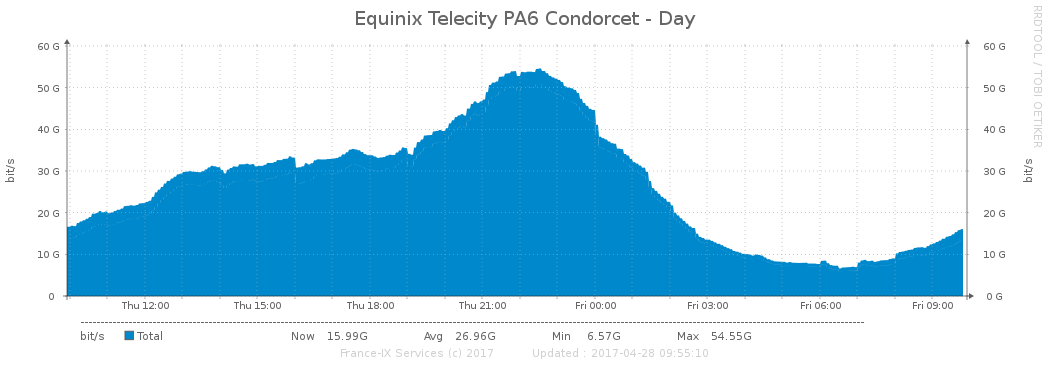 Equinix Telecity PA6 Condorcet - Day
RRDTOOL / TOBI OETIKER
bit/s
60 G
50 G
40 G
30 G
20 G
10 G
0
60 G
50 G
40 G
30 G
20 G
10 G
0 G
bit/s
Thu 12:00 Thu 15:00 Thu 18:00 Thu 21:00 Fri 00:00 Fri 03:00 Fri 06:00 Fri 09:00
bit/s Total Now 15.99G Avg 26.96G Min 6.57G Max 54.55G
France-IX Services (c) 2017 Updated : 2017-04-28 09:55:10